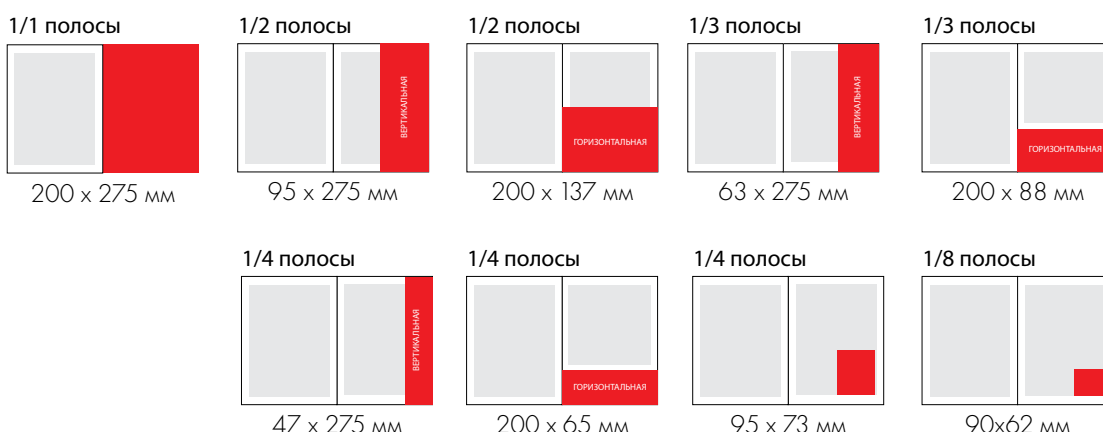 1/1 полосы
1/2 полосы
1/2 полосы
1/3 полосы
1/3 полосы
ВЕРТИКАЛЬНАЯ
ГОРИЗОНТАЛЬНАЯ
ВЕРТИКАЛЬНАЯ
ГОРИЗОНТАЛЬНАЯ
200 x 275 мм
95 x 275 мм
200 x 137 мм
63 x 275 мм
200 x 88 мм
1/4 полосы
1/4 полосы
1/4 полосы
1/8 полосы
ВЕРТИКАЛЬНАЯ
ГОРИЗОНТАЛЬНАЯ
47 x 275 мм
200 x 65 мм
95 x 73 мм
90x62 мм